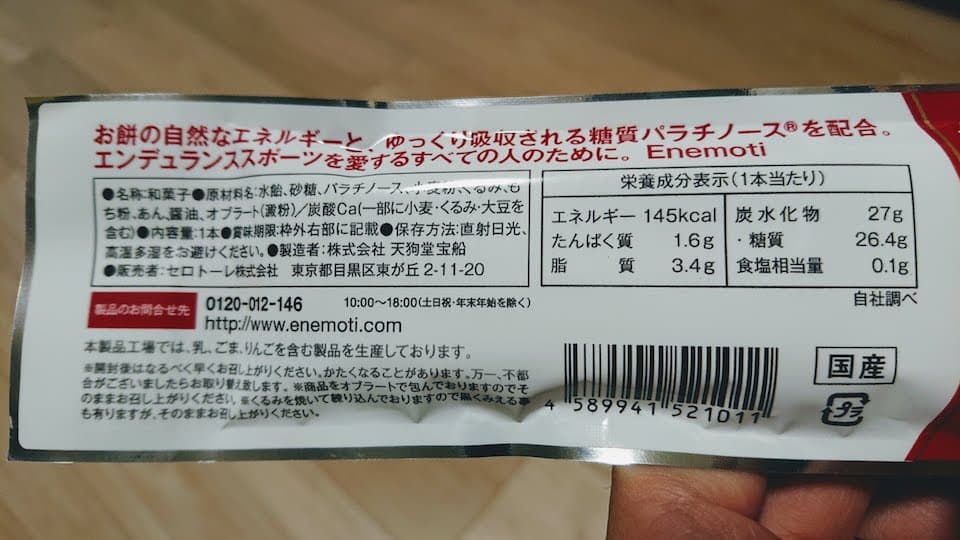 お餅の自然なエネルギーと、ゆっくり吸収される糖質パラチノース®を配合。
エンデュランススポーツを愛するすべての人のために。Enemoti
●名称:和菓子●原材料名:水飴、砂糖、パラチノース、小麦粉、くるみ、も
ち粉、あん、醤油、オブラート(澱粉)/炭酸Ca(一部に小麦・くるみ・大豆を
含む)●内容量:1本●賞味期限:枠外右部に記載●保存方法:直射日光、
高温多湿をお避けください。●製造者:株式会社 天狗堂宝船
●販売者:セロトーレ株式会社 東京都目黒区東が丘2-11-20
栄養成分表示(1本当たり)
エネルギー 145kcal
たんぱく質 1.6g
脂質 3.4g
炭水化物 27g
・糖質 26.4g
食塩相当量 0.1g
自社調べ
製品のお問合せ先
0120-012-146 10:00〜18:00(土日祝・年末年始を除く)
http://www.enemoti.com
本製品工場では、乳、ごま、りんごを含む製品を生産しております。
※開封後はなるべく早くお召し上がりください。かたくなることがあります。万一、不都
合がございましたらお取り替え致します。※商品をオブラートで包んでおりますのでそ
のままお召し上がりください。※くるみを焼いて練り込んでおりますので黒くみえる事
も有りますが、そのままお召し上がりください。
4 589941 521011
国産
プラ